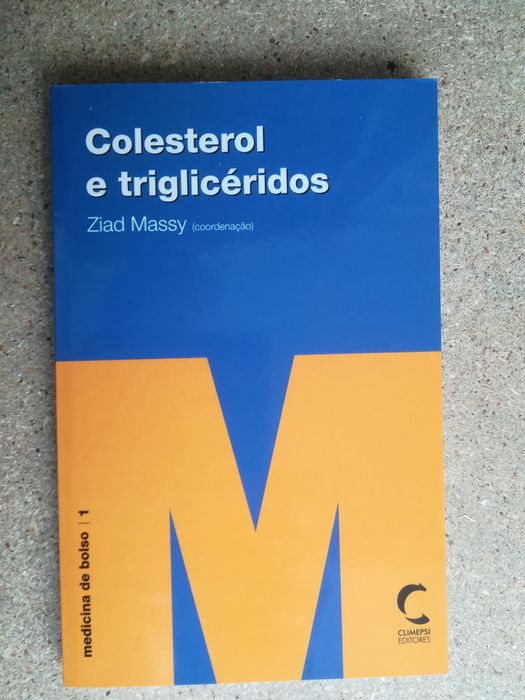 Colesterol
e triglicéridos
Ziad Massy (coordenação)
medicina de bolso | 1
CLIMEPSI
EDITORES